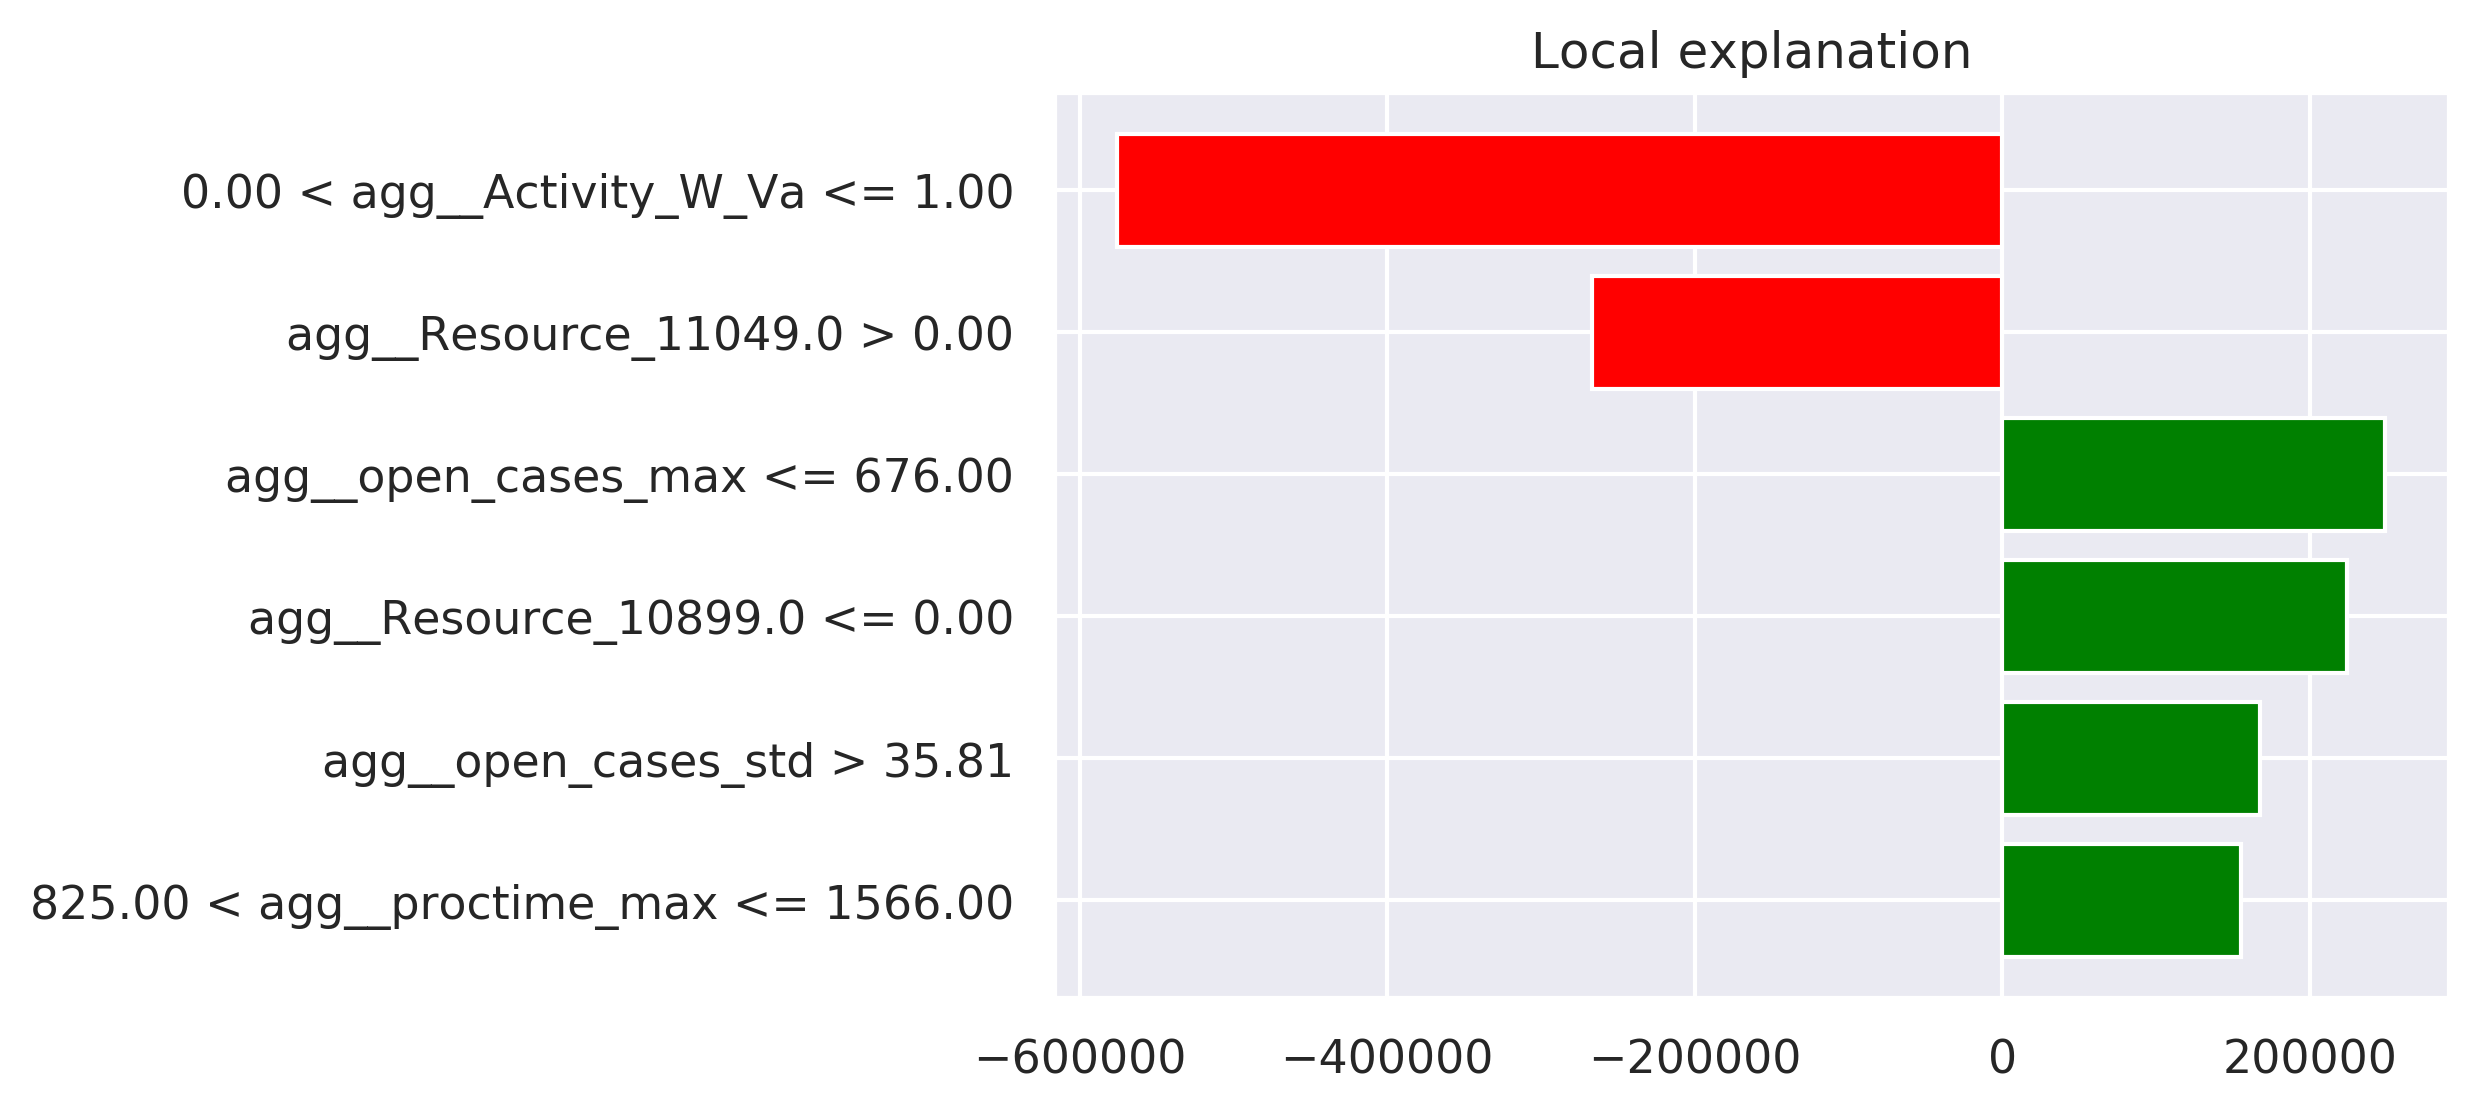 Local explanation
0.00 < agg__Activity_W_Va <= 1.00
agg__Resource_11049.0 > 0.00
agg__open_cases_max <= 676.00
agg__Resource_10899.0 <= 0.00
agg__open_cases_std > 35.81
825.00 < agg__proctime_max <= 1566.00
−600000 −400000 −200000 0 200000